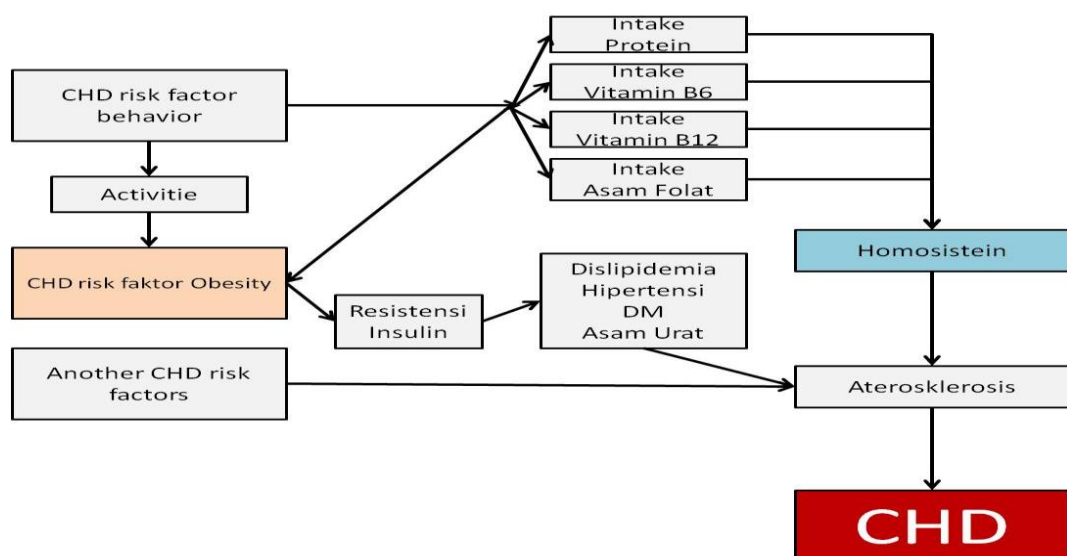 Intake
Protein
CHD risk factor
behavior
Intake
Vitamin B6
Intake
Vitamin B12
Intake
Asam Folat
Activitie
CHD risk faktor Obesity
Homosistein
Resistensi
Insulin
Dislipidemia
Hipertensi
DM
Asam Urat
Another CHD risk
factors
Aterosklerosis
CHD